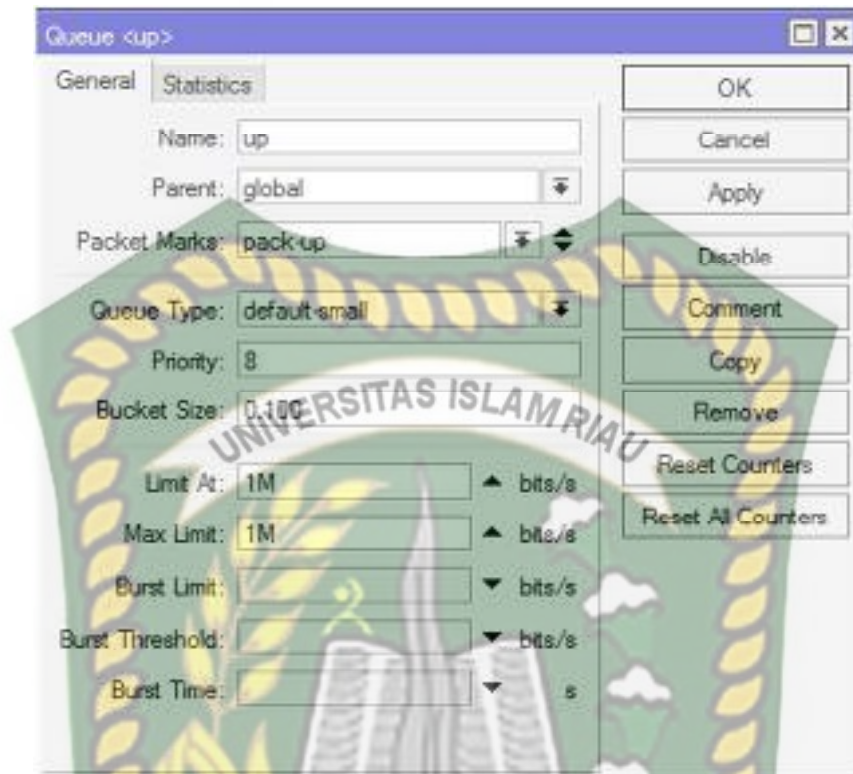 Queue <up>
General Statistics
OK
Name: up
Cancel
Parent: global
Apply
Packet Marks: pack-up
Disable
Queue Type: default-small
Comment
Priority: 8
Copy
Bucket Size: 0.100
Remove
UNIVERSITAS ISLAM RIAU
Reset Counters
Limit At: 1M bits/s
Reset All Counters
Max Limit: 1M bits/s
Burst Limit: bits/s
Burst Threshold: bits/s
Burst Time: s